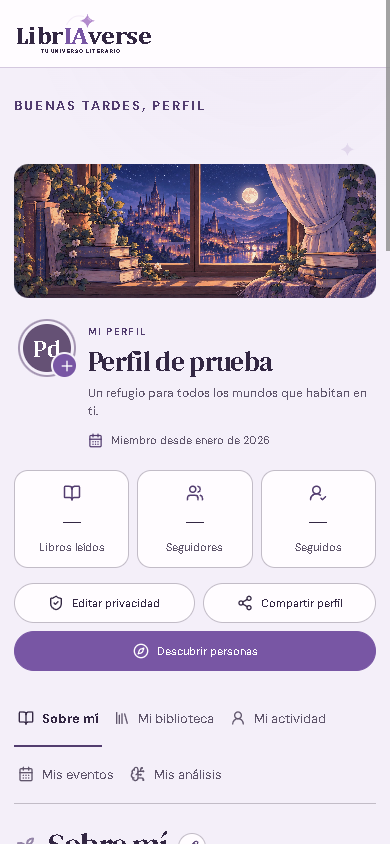 LibrIAverse
TU UNIVERSO LITERARIO
BUENAS TARDES, PERFIL
Pd
MI PERFIL
Perfil de prueba
Un refugio para todos los mundos que habitan en
ti.
Miembro desde enero de 2026
— — —
Libros leídos Seguidores Seguidos
Editar privacidad Compartir perfil
Descubrir personas
Sobre mí Mi biblioteca Mi actividad
Mis eventos Mis análisis
Sobre mí